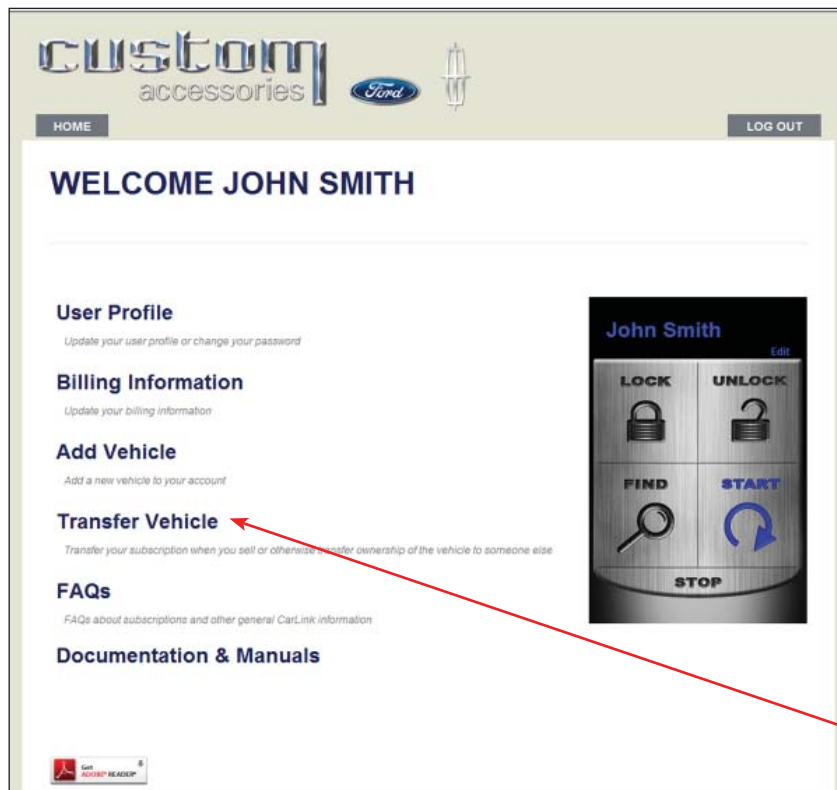 custom
accessories
Ford
HOME
LOG OUT
WELCOME JOHN SMITH
User Profile
Update your user profile or change your password
Billing Information
Update your billing information
Add Vehicle
Add a new vehicle to your account
Transfer Vehicle
Transfer your subscription when you sell or otherwise transfer ownership of the vehicle to someone else
FAQs
FAQs about subscriptions and other general CarLink information
Documentation & Manuals
John Smith
Edit
LOCK
UNLOCK
FIND
START
STOP
Get
ADOBE® READER®